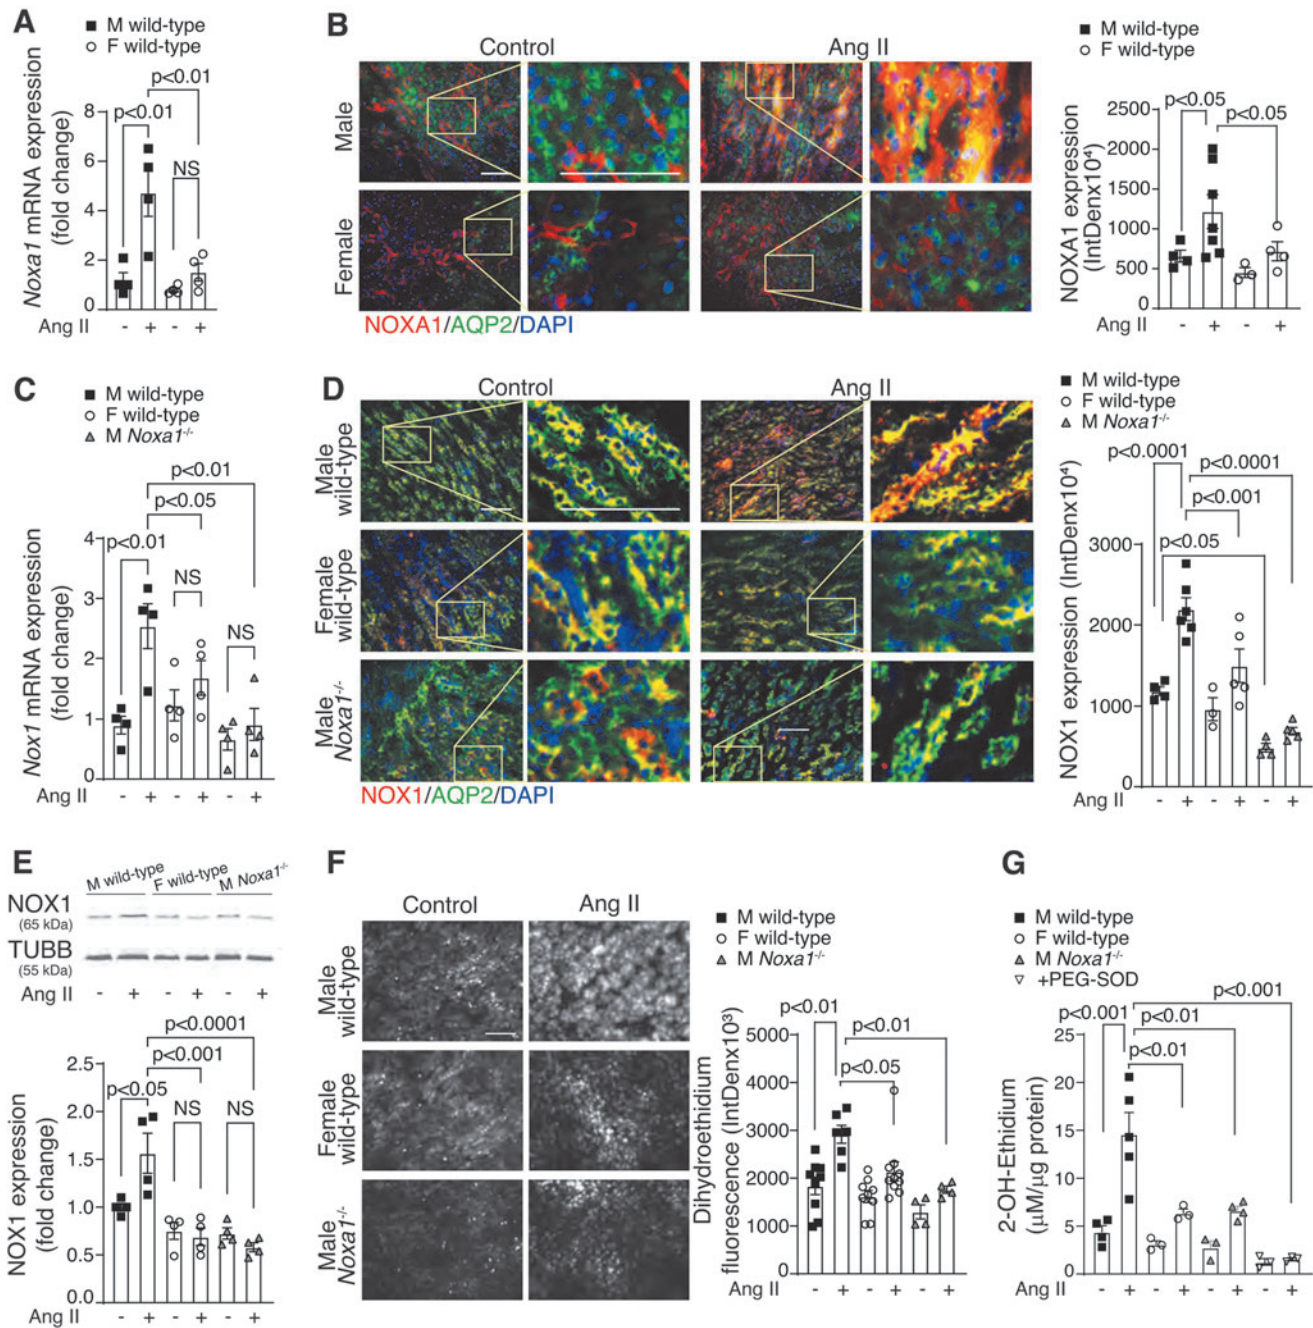 A
M wild-type
F wild-type
p<0.01
p<0.01
NS
Noxa1 mRNA expression
(fold change)
8
6
4
2
0
Ang II - + - +
B
Control Ang II
Male
Female
NOXA1/AQP2/DAPI
M wild-type
F wild-type
p<0.05
p<0.05
NOXA1 expression
(IntDenx10⁴)
2500
2000
1500
1000
500
0
Ang II - + - +
C
M wild-type
F wild-type
M Noxa1-/-
p<0.01
p<0.05
p<0.01
NS
NS
Nox1 mRNA expression
(fold change)
4
3
2
1
0
Ang II - + - + - +
D
Control Ang II
Male
wild-type
Female
wild-type
Male
Noxa1-/-
NOX1/AQP2/DAPI
M wild-type
F wild-type
M Noxa1-/-
p<0.0001
p<0.0001
p<0.001
p<0.05
NOX1 expression (IntDenx10⁴)
3000
2000
1000
0
Ang II - + - + - +
E
M wild-type F wild-type M Noxa1-/-
NOX1
(65 kDa)
TUBB
(55 kDa)
Ang II - + - + - +
p<0.0001
p<0.001
p<0.05
NS NS
NOX1 expression
(fold change)
2.5
2.0
1.5
1.0
0.5
0.0
Ang II - + - + - +
F
Control Ang II
Male
wild-type
Female
wild-type
Male
Noxa1-/-
M wild-type
F wild-type
M Noxa1-/-
p<0.01
p<0.01
p<0.05
Dihydroethidium
fluorescence (IntDenx10³)
5000
4000
3000
2000
1000
0
Ang II - + - + - +
G
M wild-type
F wild-type
M Noxa1-/-
+PEG-SOD
p<0.001
p<0.001
p<0.01
p<0.01
2-OH-Ethidium
(μM/μg protein)
25
20
15
10
5
0
Ang II - + - + - + - +